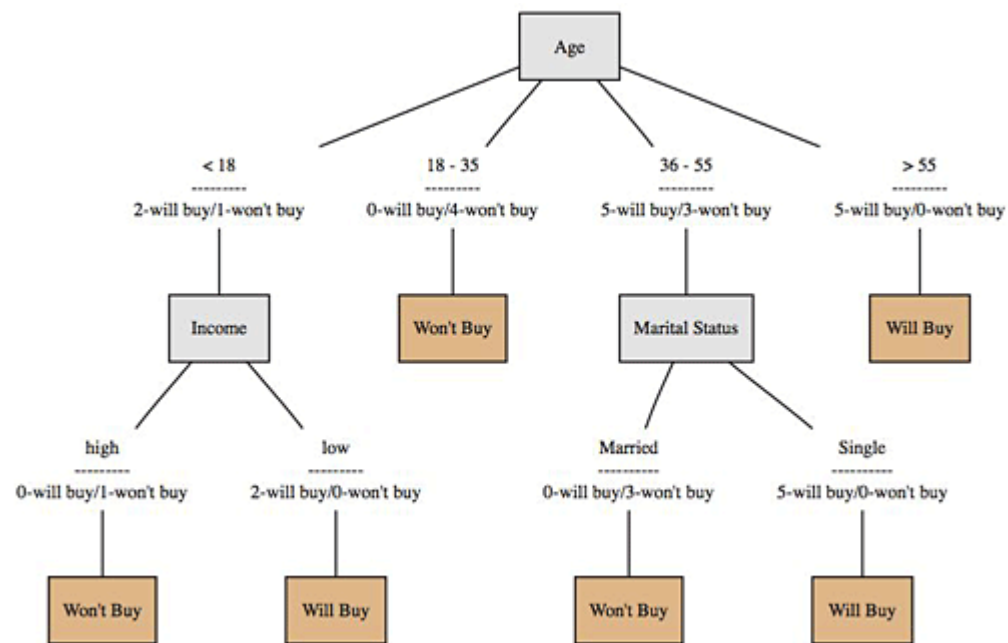 Age
< 18
---------
2-will buy/1-won't buy
18 - 35
---------
0-will buy/4-won't buy
36 - 55
---------
5-will buy/3-won't buy
> 55
---------
5-will buy/0-won't buy
Income
Won't Buy
Marital Status
Will Buy
high
---------
0-will buy/1-won't buy
low
---------
2-will buy/0-won't buy
Married
----------
0-will buy/3-won't buy
Single
----------
5-will buy/0-won't buy
Won't Buy
Will Buy
Won't Buy
Will Buy